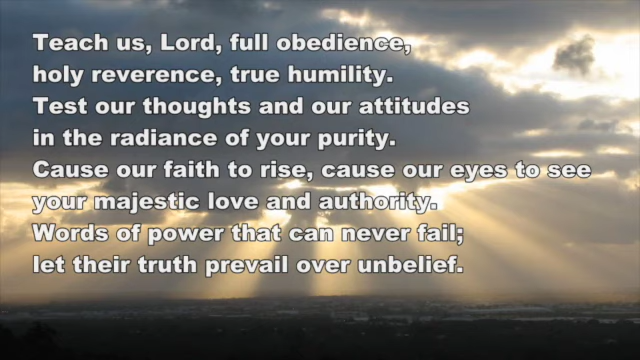 Teach us, Lord, full obedience,
holy reverence, true humility.
Test our thoughts and our attitudes
in the radiance of your purity.
Cause our faith to rise, cause our eyes to see
your majestic love and authority.
Words of power that can never fail;
let their truth prevail over unbelief.